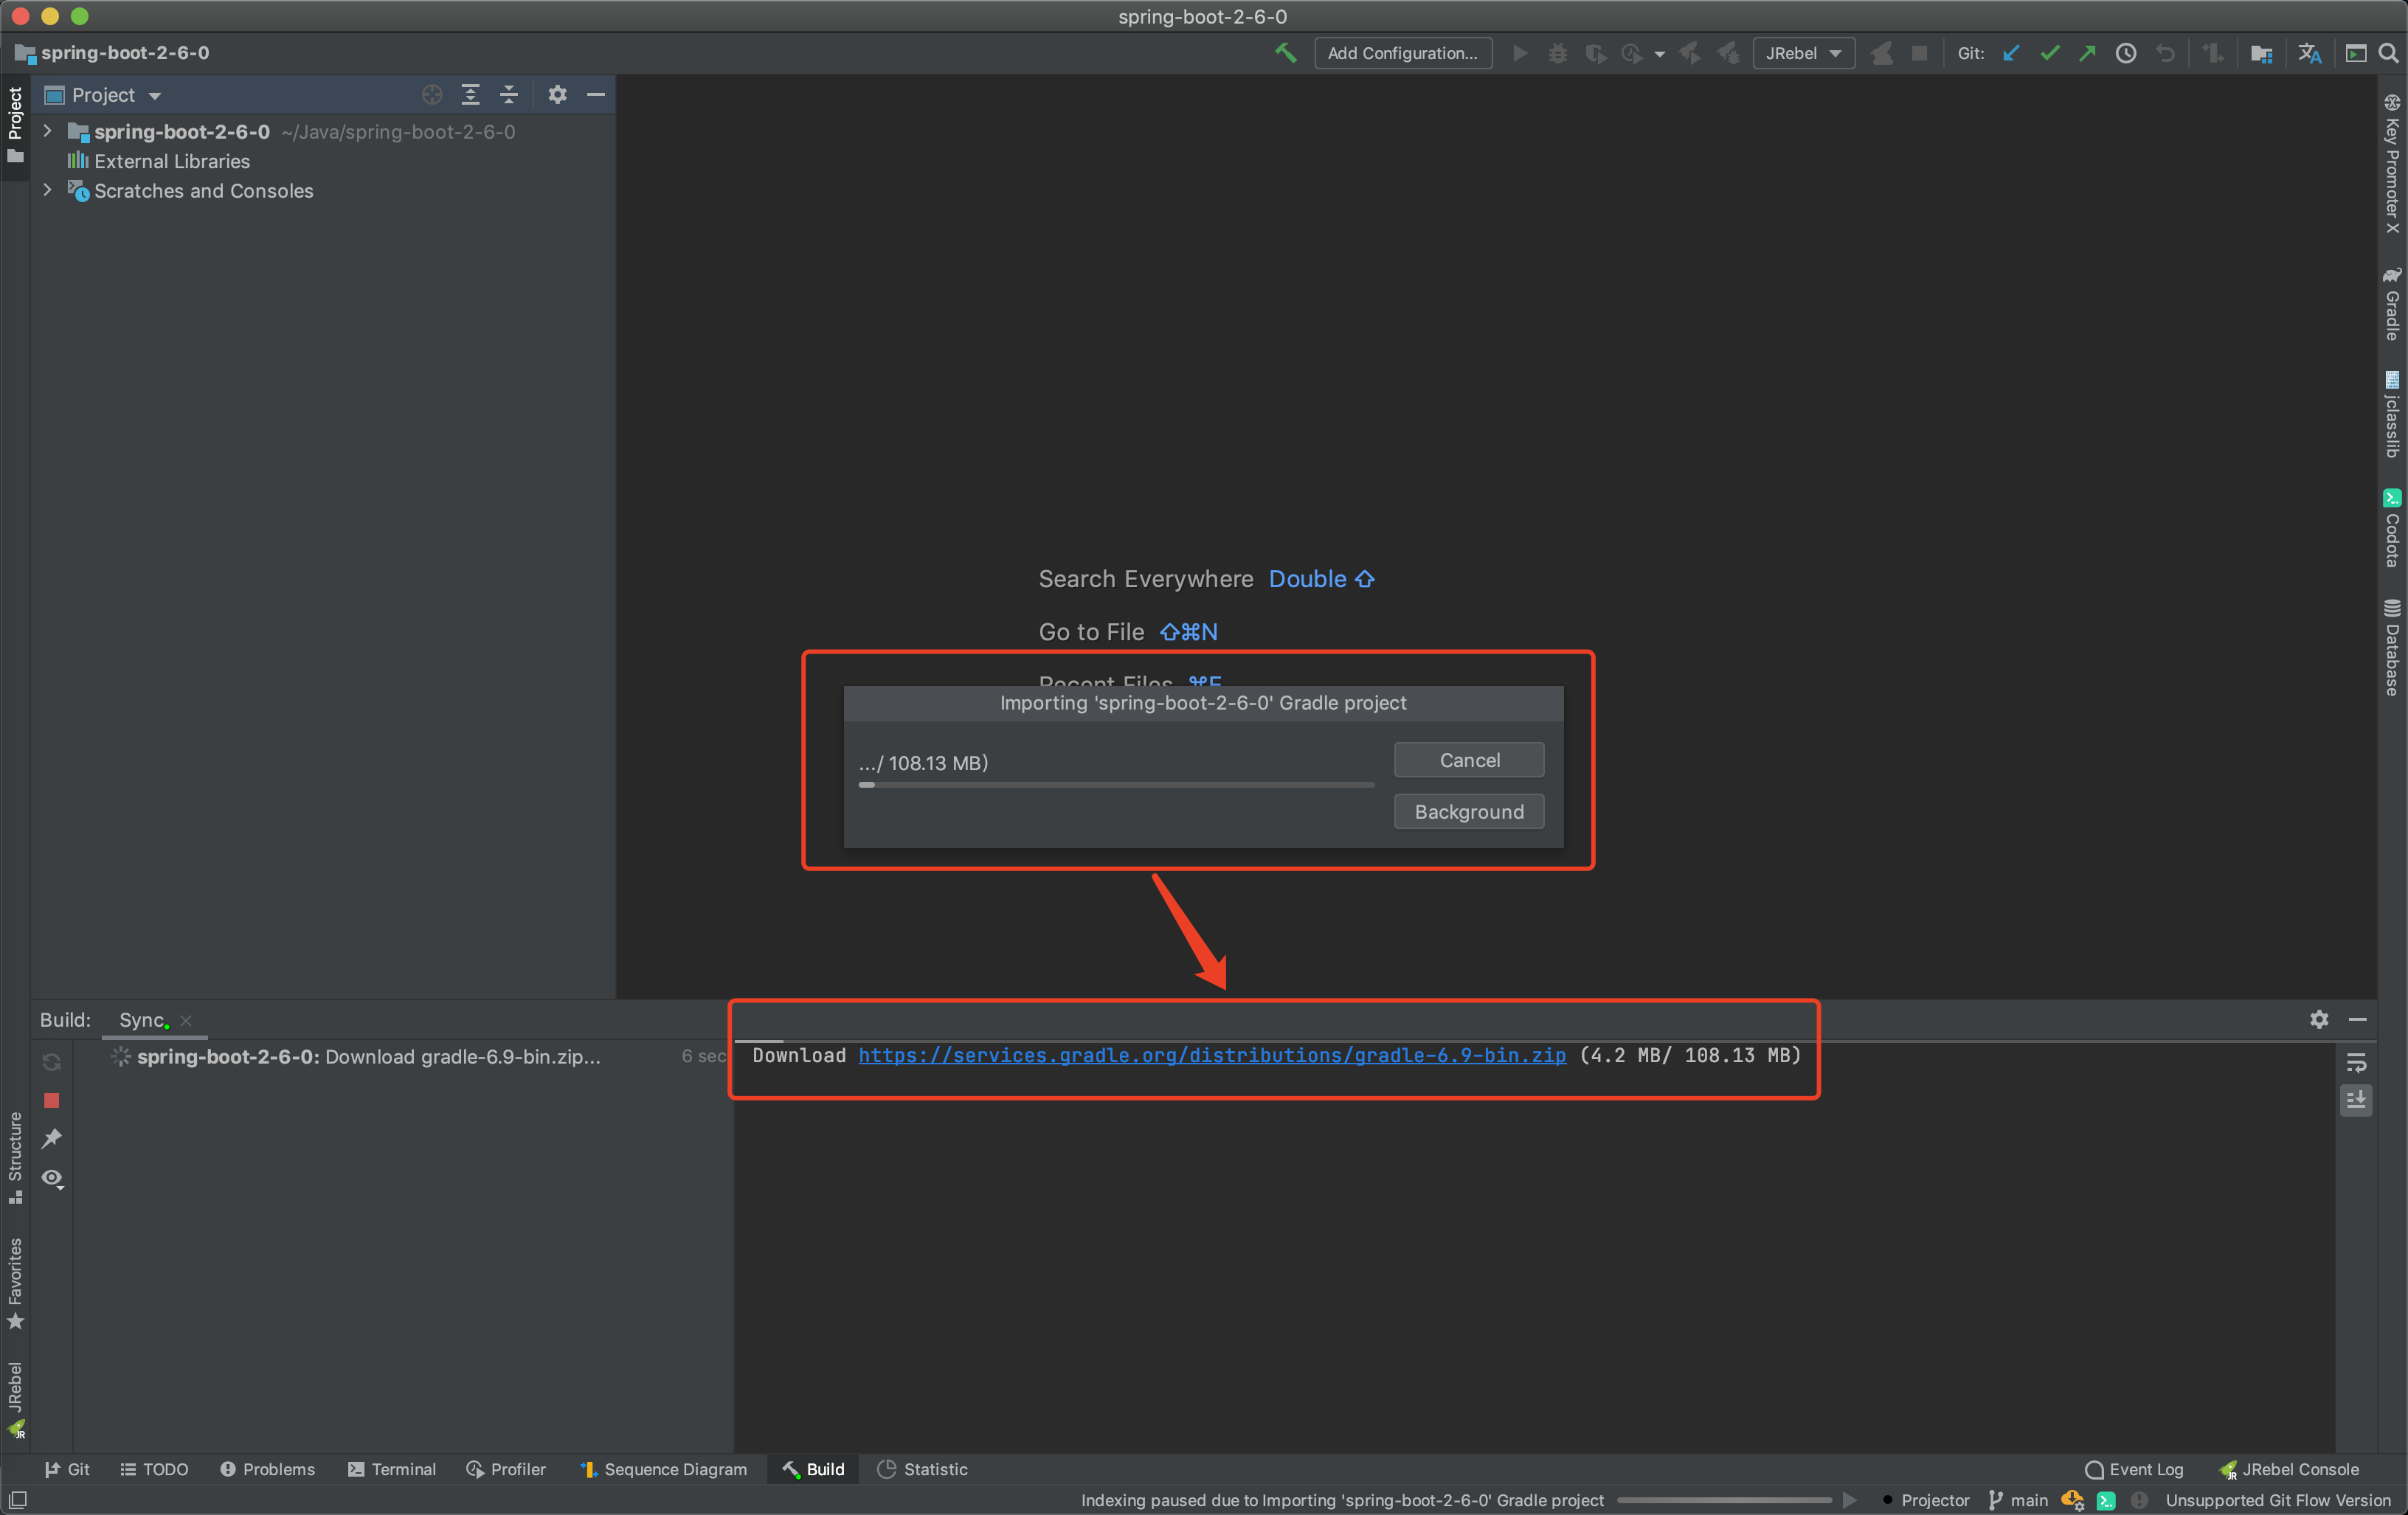 spring-boot-2-6-0
spring-boot-2-6-0
Add Configuration...
JRebel
Git:
Project
Project
spring-boot-2-6-0 ~/Java/spring-boot-2-6-0
External Libraries
Scratches and Consoles
Key Promoter X
Gradle
jclasslib
Codota
Database
Search Everywhere Double ⇧
Go to File ⇧⌘N
Recent Files ⌘E
Importing 'spring-boot-2-6-0' Gradle project
.../ 108.13 MB)
Cancel
Background
Build:
Sync
spring-boot-2-6-0: Download gradle-6.9-bin.zip...
6 sec
Download https://services.gradle.org/distributions/gradle-6.9-bin.zip (4.2 MB/ 108.13 MB)
Structure
Favorites
JRebel
Git
TODO
Problems
Terminal
Profiler
Sequence Diagram
Build
Statistic
Event Log
JRebel Console
Indexing paused due to Importing 'spring-boot-2-6-0' Gradle project
Projector
main
Unsupported Git Flow Version